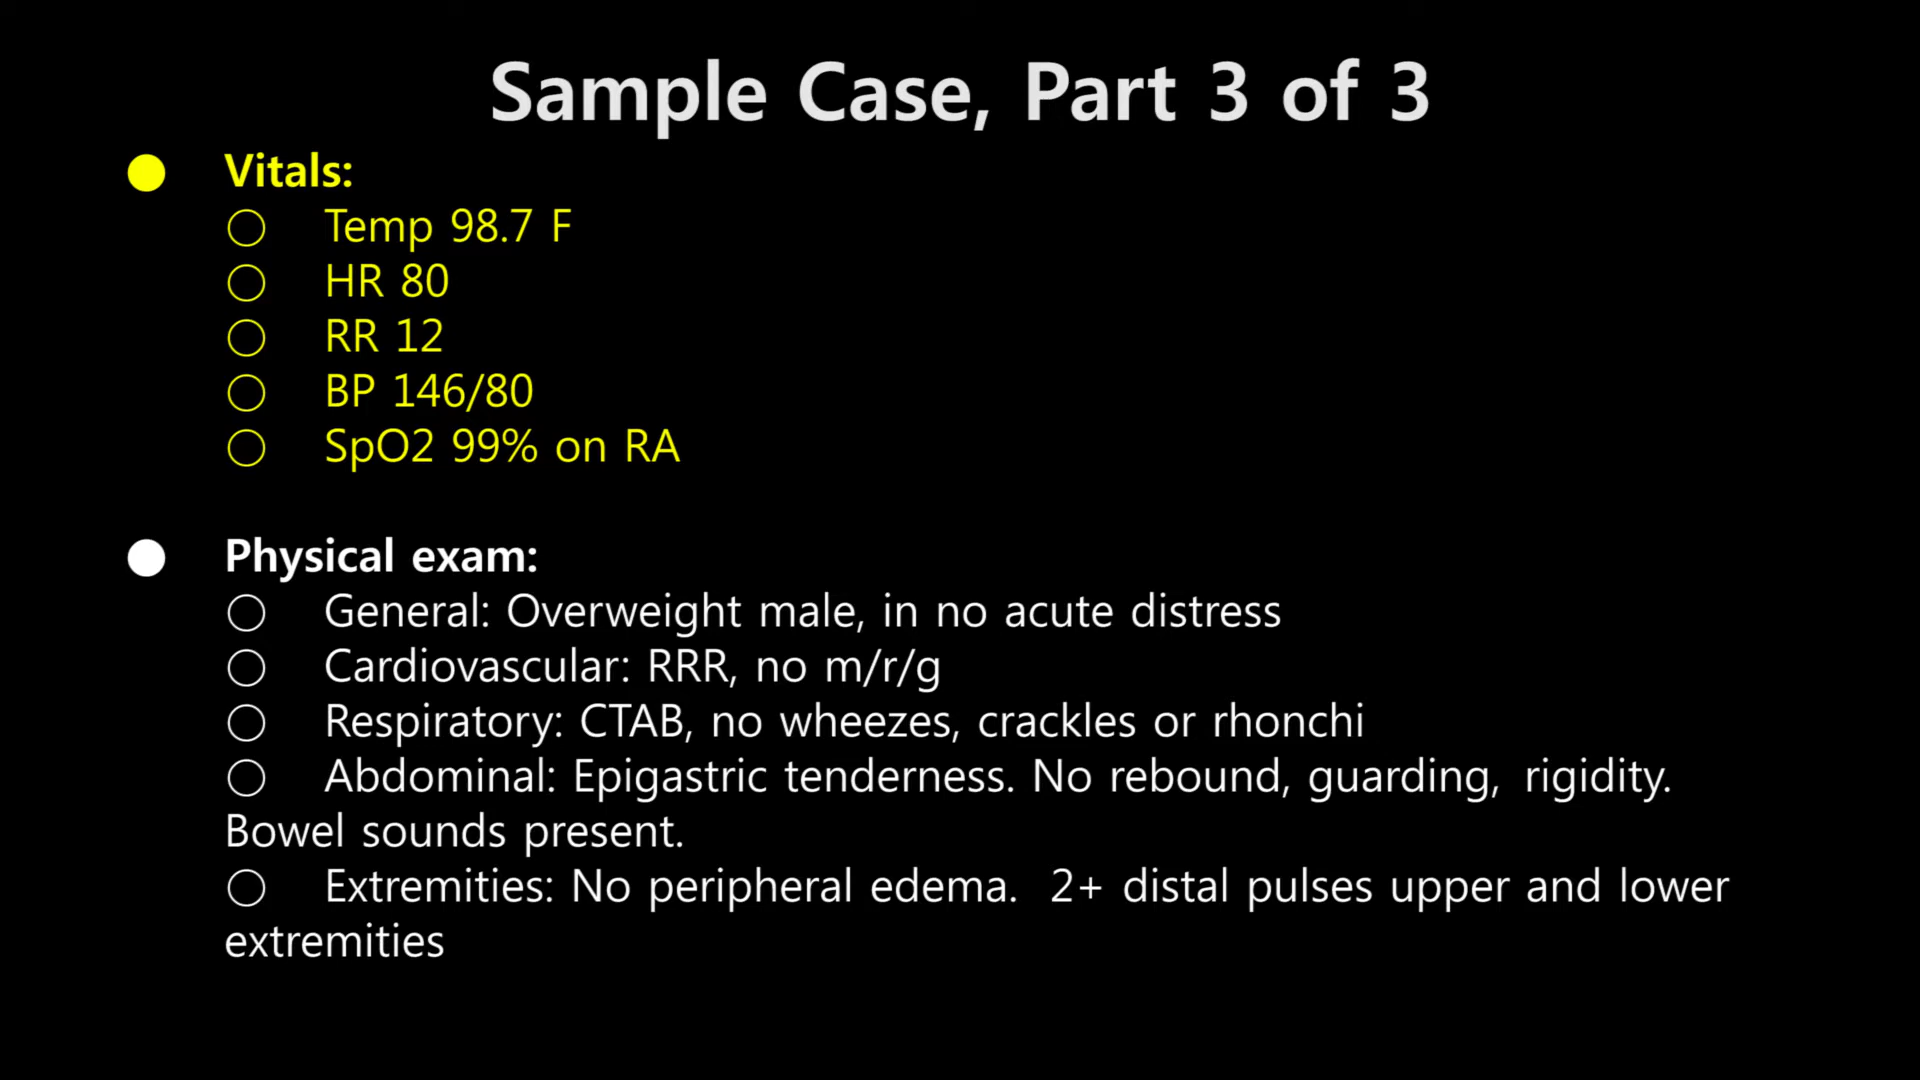 Sample Case, Part 3 of 3
● Vitals:
○ Temp 98.7 F
○ HR 80
○ RR 12
○ BP 146/80
○ SpO2 99% on RA
● Physical exam:
○ General: Overweight male, in no acute distress
○ Cardiovascular: RRR, no m/r/g
○ Respiratory: CTAB, no wheezes, crackles or rhonchi
○ Abdominal: Epigastric tenderness. No rebound, guarding, rigidity.
Bowel sounds present.
○ Extremities: No peripheral edema. 2+ distal pulses upper and lower
extremities